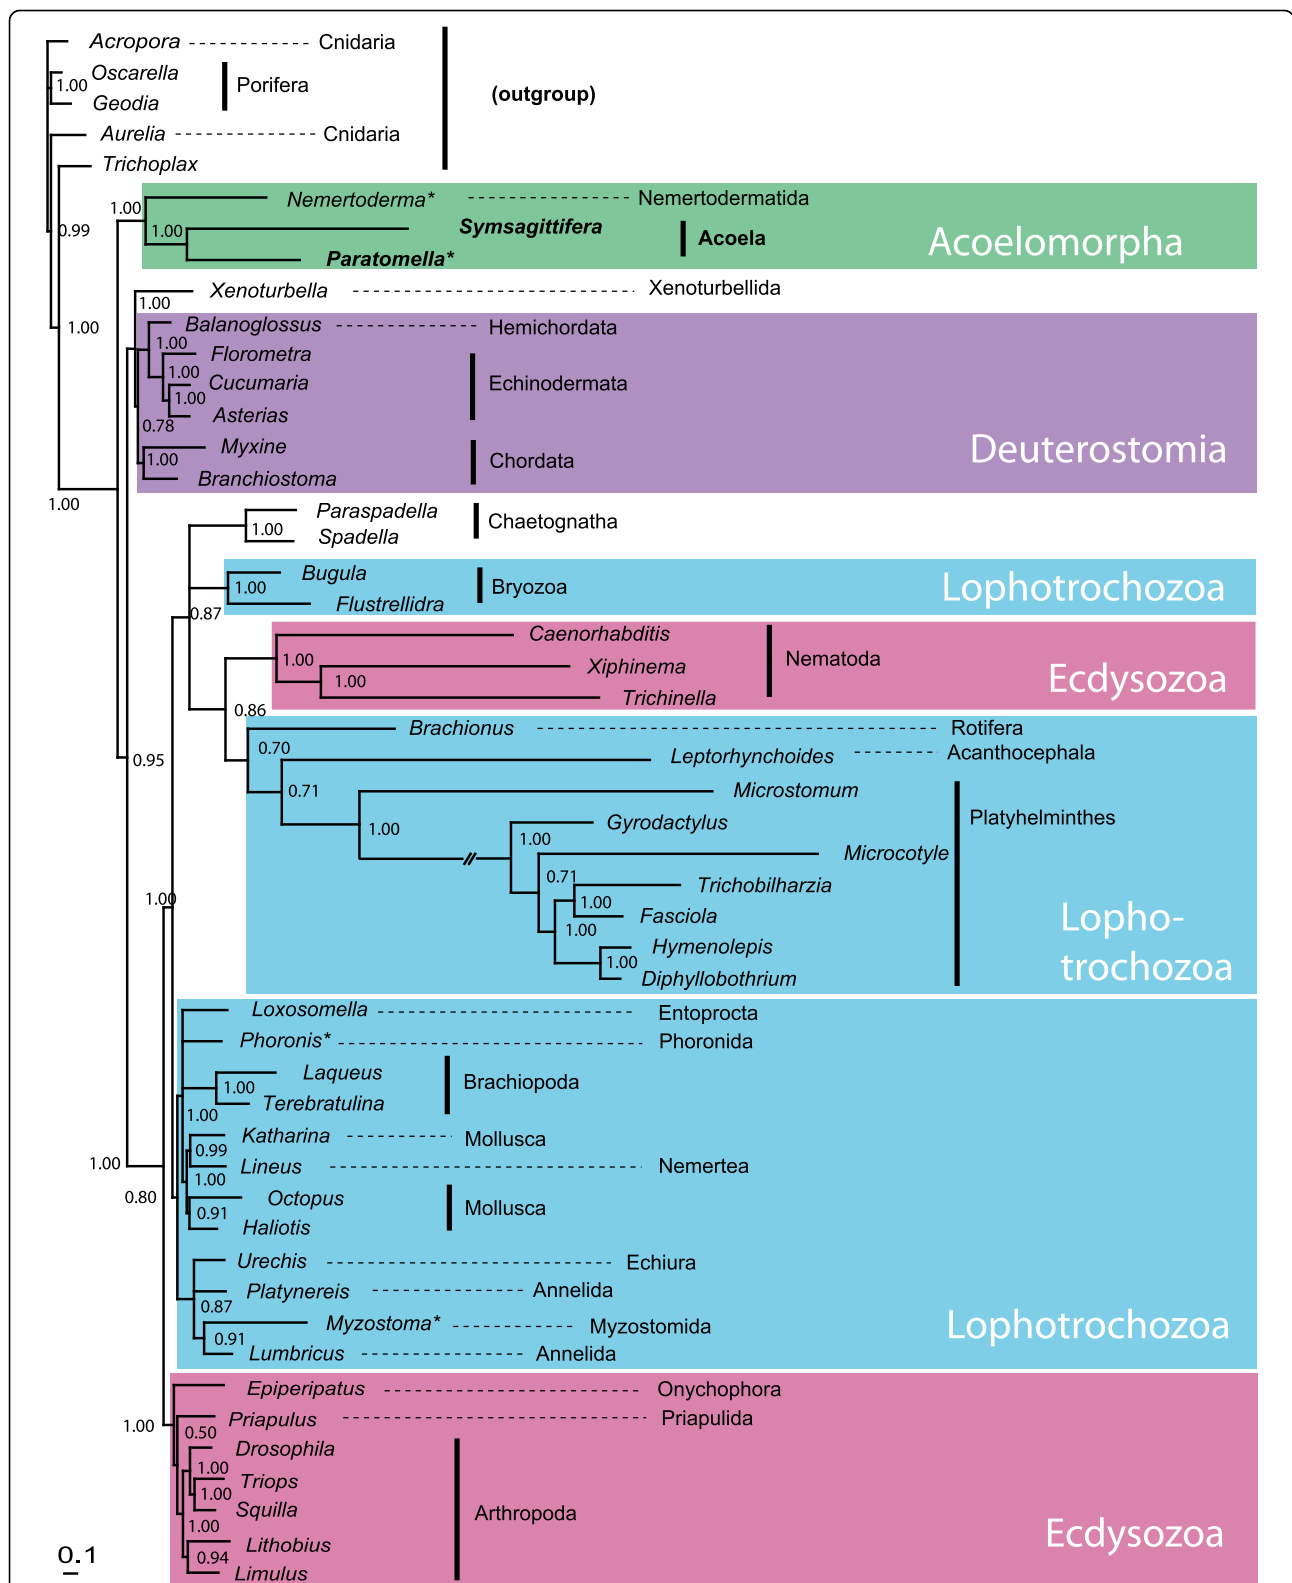 Acropora Cnidaria
Oscarella
1.00 Porifera
Geodia
(outgroup)
Aurelia Cnidaria
Trichoplax
Nemertoderma* Nemertodermatida
1.00
0.99
1.00 Symsagittifera
Acoela
Acoelomorpha
Paratomella*
Xenoturbella Xenoturbellida
1.00
1.00
Balanoglossus Hemichordata
1.00
Florometra
1.00
Cucumaria Echinodermata
1.00
Asterias
0.78
Myxine
Deuterostomia
1.00 Chordata
Branchiostoma
1.00
Paraspadella
1.00 Chaetognatha
Spadella
Bugula
1.00 Bryozoa
Lophotrochozoa
Flustrellidra
0.87
Caenorhabditis
1.00 Nematoda
Xiphinema
1.00
Ecdysozoa
Trichinella
0.86
Brachionus Rotifera
0.70
Leptorhynchoides Acanthocephala
0.95
0.71
Microstomum
1.00
Platyhelminthes
Gyrodactylus
1.00
Microcotyle
0.71
Trichobilharzia
1.00
Fasciola
1.00
Hymenolepis
1.00
Diphyllobothrium
Lopho-
trochozoa
1.00
Loxosomella Entoprocta
Phoronis* Phoronida
Laqueus
1.00 Brachiopoda
Terebratulina
1.00
Katharina Mollusca
0.99
Lineus Nemertea
1.00
1.00
0.80
Octopus
0.91 Mollusca
Haliotis
Urechis Echiura
Platynereis Annelida
0.87
Myzostoma* Myzostomida
0.91
Lumbricus Annelida
Lophotrochozoa
Epiperipatus Onychophora
1.00
Priapulus Priapulida
0.50
Drosophila
1.00
Triops
1.00
Squilla
Arthropoda
1.00
Lithobius
0.94
Limulus
Ecdysozoa
0.1